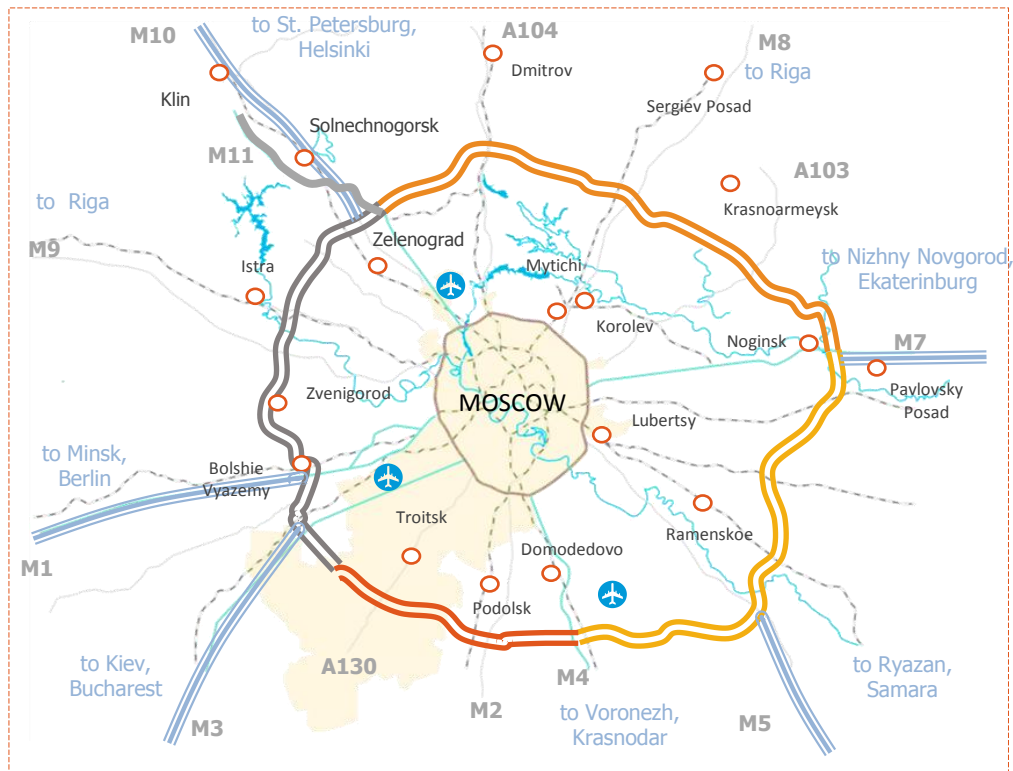 M10
to St. Petersburg,
Helsinki
A104
Dmitrov
M8
to Riga
Klin
Sergiev Posad
Solnechnogorsk
M11
A103
Krasnoarmeysk
to Riga
M9
Zelenograd
Istra
Mytichi
to Nizhny Novgorod,
Ekaterinburg
Korolev
Noginsk
M7
Pavlovsky
Posad
Zvenigorod
MOSCOW
Lubertsy
to Minsk,
Berlin
Bolshie
Vyazemy
Troitsk
Ramenskoe
Domodedovo
M1
Podolsk
to Kiev,
Bucharest
A130
M4
to Ryazan,
Samara
M2
to Voronezh,
Krasnodar
M5
M3